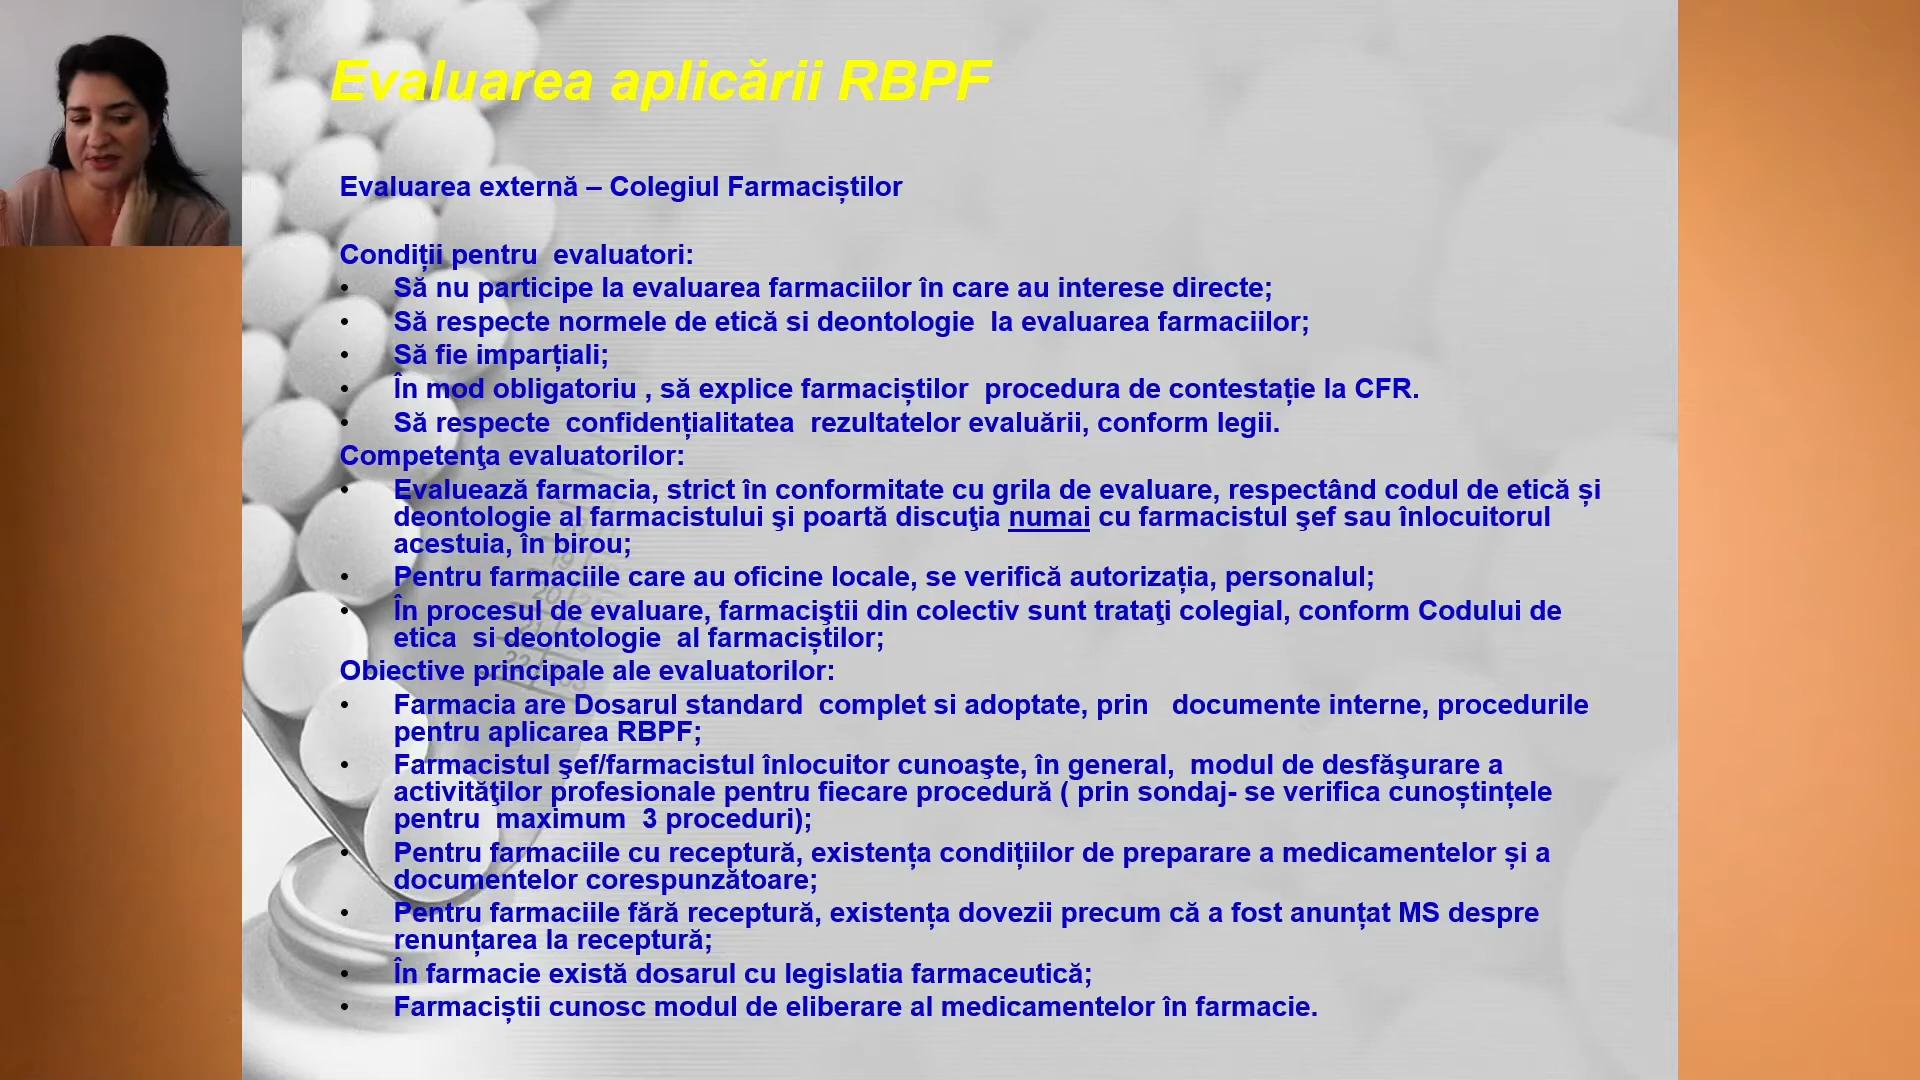 Evaluarea aplicării RBPF
Evaluarea externă – Colegiul Farmaciștilor
Condiții pentru  evaluatori:
• Să nu participe la evaluarea farmaciilor în care au interese directe;
• Să respecte normele de etică si deontologie  la evaluarea farmaciilor;
• Să fie imparțiali;
• În mod obligatoriu , să explice farmaciștilor  procedura de contestație la CFR.
• Să respecte  confidențialitatea  rezultatelor evaluării, conform legii.
Competenţa evaluatorilor:
• Evaluează farmacia, strict în conformitate cu grila de evaluare, respectând codul de etică și
deontologie al farmacistului şi poartă discuţia numai cu farmacistul şef sau înlocuitorul
acestuia, în birou;
• Pentru farmaciile care au oficine locale, se verifică autorizația, personalul;
• În procesul de evaluare, farmaciştii din colectiv sunt trataţi colegial, conform Codului de
etica  si deontologie  al farmaciștilor;
Obiective principale ale evaluatorilor:
• Farmacia are Dosarul standard  complet si adoptate, prin   documente interne, procedurile
pentru aplicarea RBPF;
• Farmacistul şef/farmacistul înlocuitor cunoaşte, în general,  modul de desfăşurare a
activităţilor profesionale pentru fiecare procedură ( prin sondaj- se verifica cunoștințele
pentru  maximum  3 proceduri);
• Pentru farmaciile cu receptură, existența condițiilor de preparare a medicamentelor și a
documentelor corespunzătoare;
• Pentru farmaciile fără receptură, existența dovezii precum că a fost anunțat MS despre
renunțarea la receptură;
• În farmacie există dosarul cu legislatia farmaceutică;
• Farmaciștii cunosc modul de eliberare al medicamentelor în farmacie.